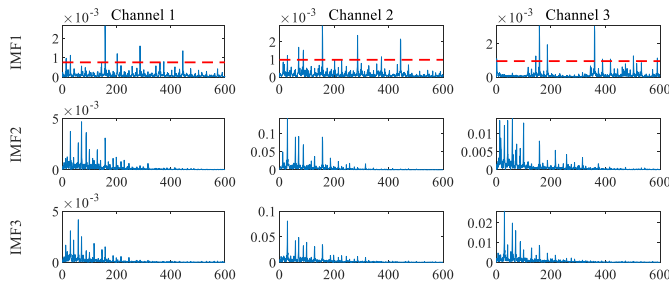 Channel 1 Channel 2 Channel 3
×10⁻³ ×10⁻³ ×10⁻³
IMF1
2 1 0 0 200 400 600
2 1 0 0 200 400 600
2 1 0 0 200 400 600
IMF2
5 ×10⁻³ 0 0 200 400 600
0.1 0.05 0 0 200 400 600
0.01 0.005 0 0 200 400 600
IMF3
5 ×10⁻³ 0 0 200 400 600
0.1 0.05 0 0 200 400 600
0.02 0.01 0 0 200 400 600